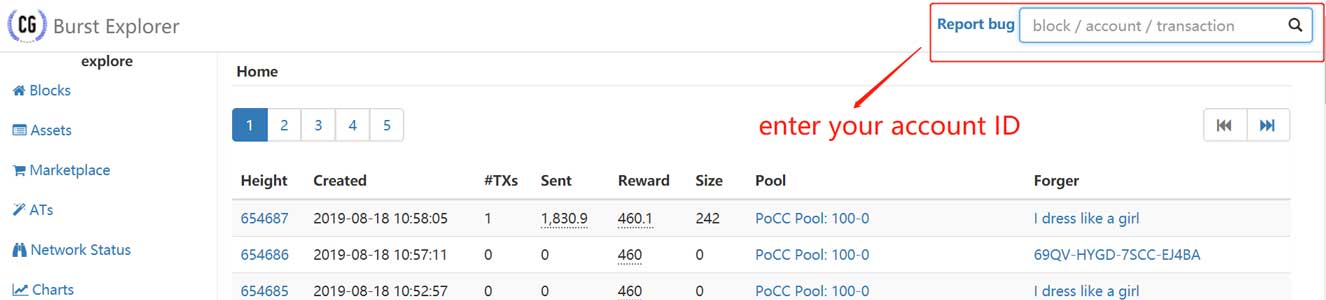 CG Burst Explorer
Report bug block / account / transaction
explore
Blocks
Assets
Marketplace
ATs
Network Status
Charts
Home
1 2 3 4 5
enter your account ID
Height Created #TXs Sent Reward Size Pool Forger
654687 2019-08-18 10:58:05 1 1,830.9 460.1 242 PoCC Pool: 100-0 I dress like a girl
654686 2019-08-18 10:57:11 0 0 460 0 PoCC Pool: 100-0 69QV-HYGD-7SCC-EJ4BA
654685 2019-08-18 10:52:57 0 0 460 0 PoCC Pool: 100-0 I dress like a girl